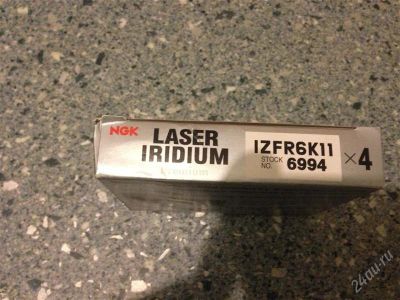 NGK
LASER
IRIDIUM
IZFR6K11
STOCK
NO. 6994
×4
24au.ru